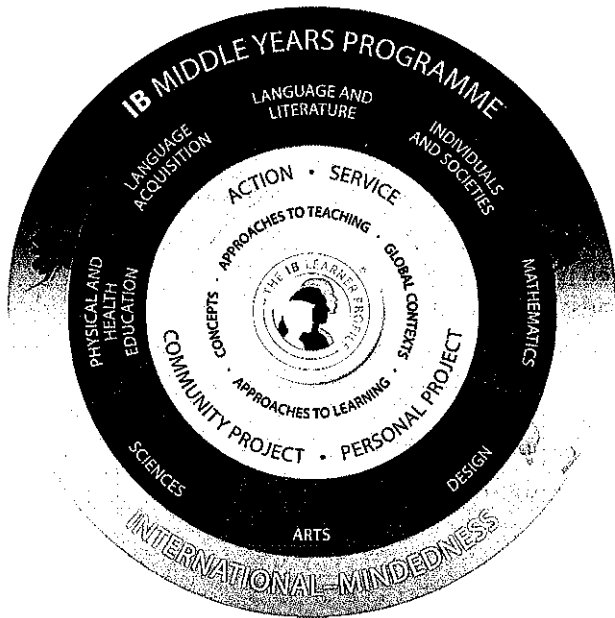 IB MIDDLE YEARS PROGRAMME
LANGUAGE AND
LITERATURE
LANGUAGE
ACQUISITION
INDIVIDUALS
AND SOCIETIES
PHYSICAL AND
HEALTH
EDUCATION
MATHEMATICS
SCIENCES
DESIGN
ARTS
INTERNATIONAL-MINDEDNESS
ACTION · SERVICE
COMMUNITY PROJECT · PERSONAL PROJECT
APPROACHES TO TEACHING · GLOBAL CONTEXTS · APPROACHES TO LEARNING · CONCEPTS ·
THE IB LEARNER PROFILE